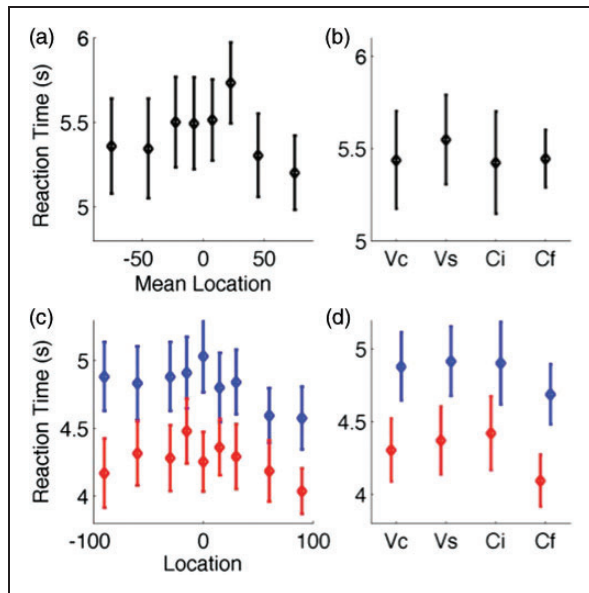 (a)
Reaction Time (s)
6
5.5
5
-50 0 50
Mean Location
(b)
6
5.5
5
Vc Vs Ci Cf
(c)
Reaction Time (s)
5
4.5
4
-100 0 100
Location
(d)
5
4.5
4
Vc Vs Ci Cf